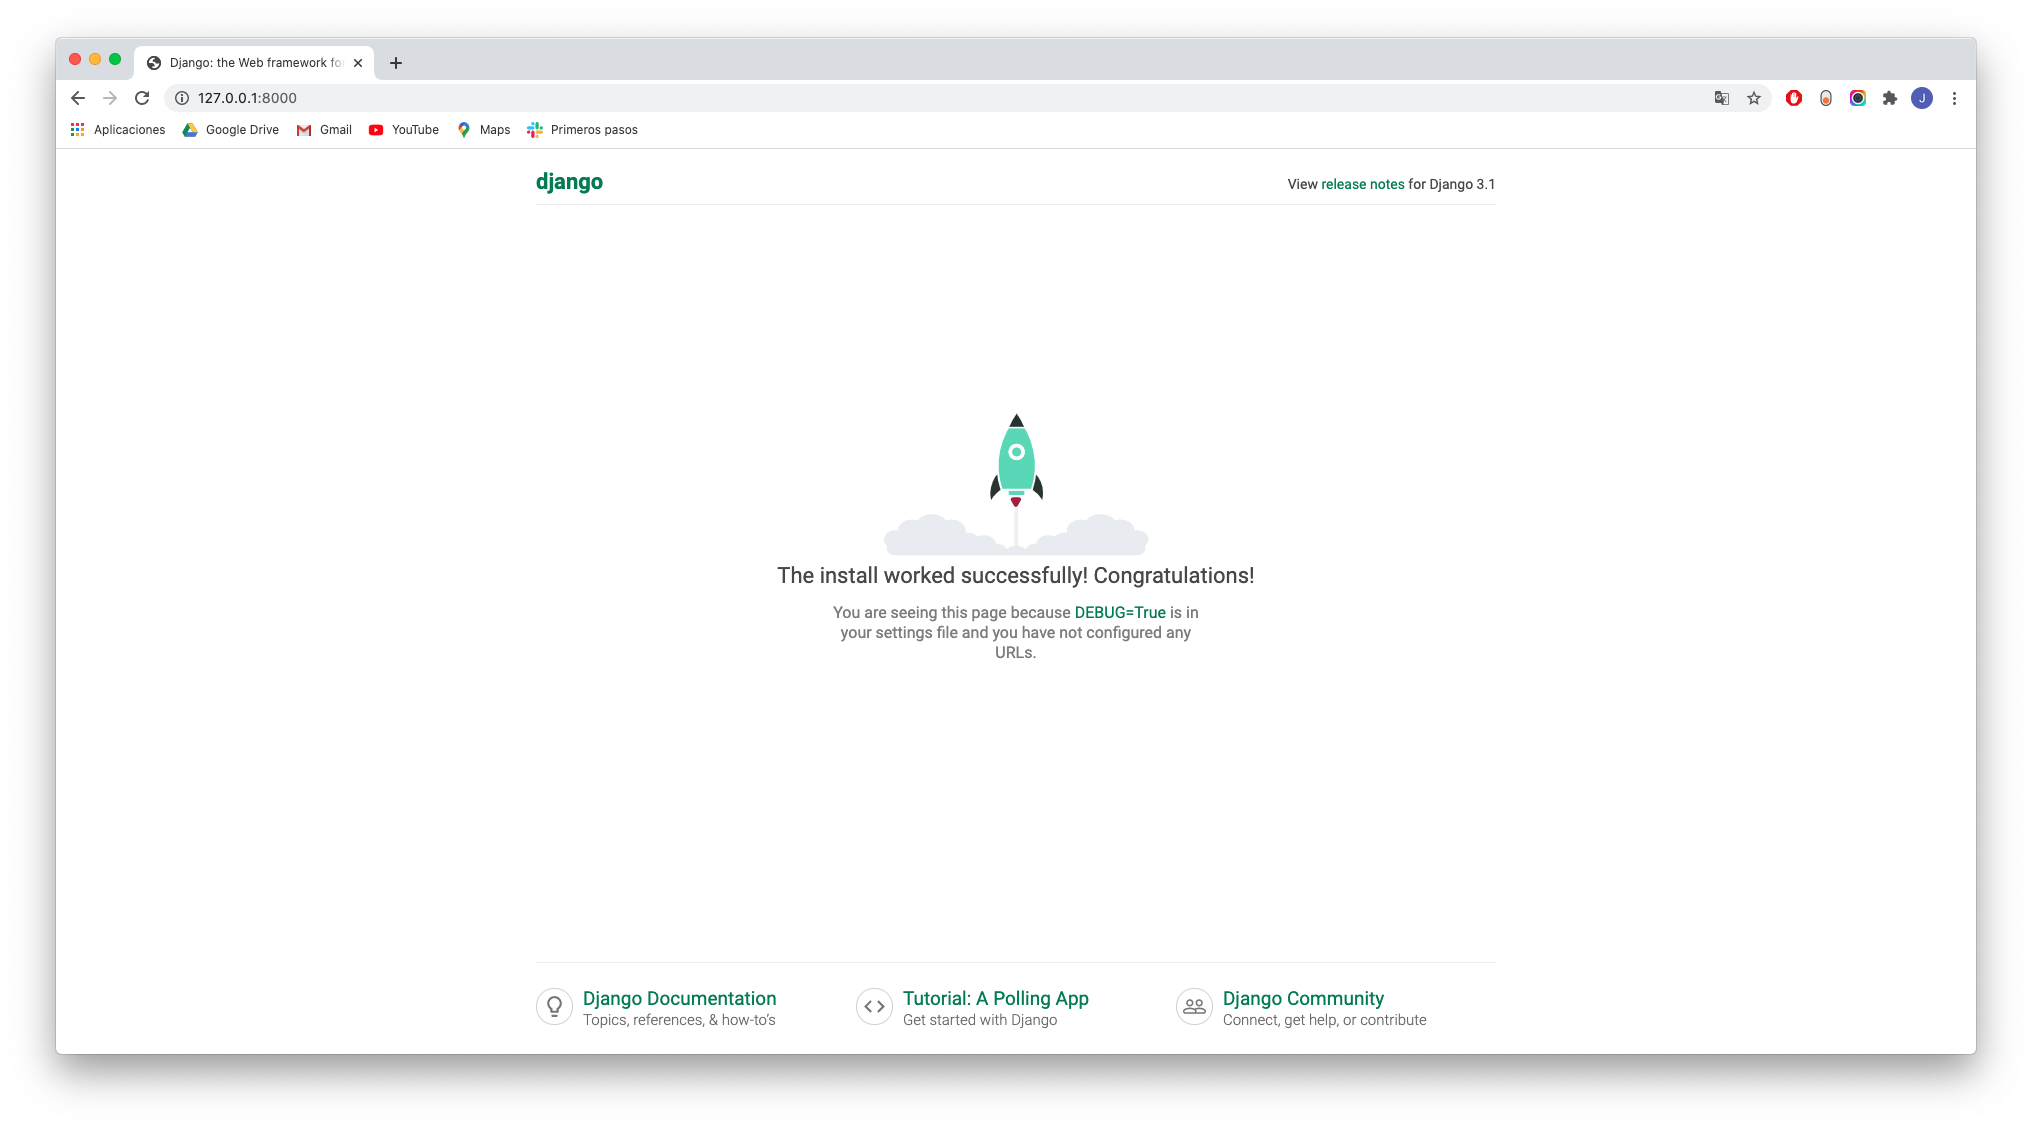 Django: the Web framework fo
127.0.0.1:8000
J
Aplicaciones Google Drive Gmail YouTube Maps Primeros pasos
django
View release notes for Django 3.1
The install worked successfully! Congratulations!
You are seeing this page because DEBUG=True is in
your settings file and you have not configured any
URLs.
Django Documentation
Topics, references, & how-to’s
Tutorial: A Polling App
Get started with Django
Django Community
Connect, get help, or contribute